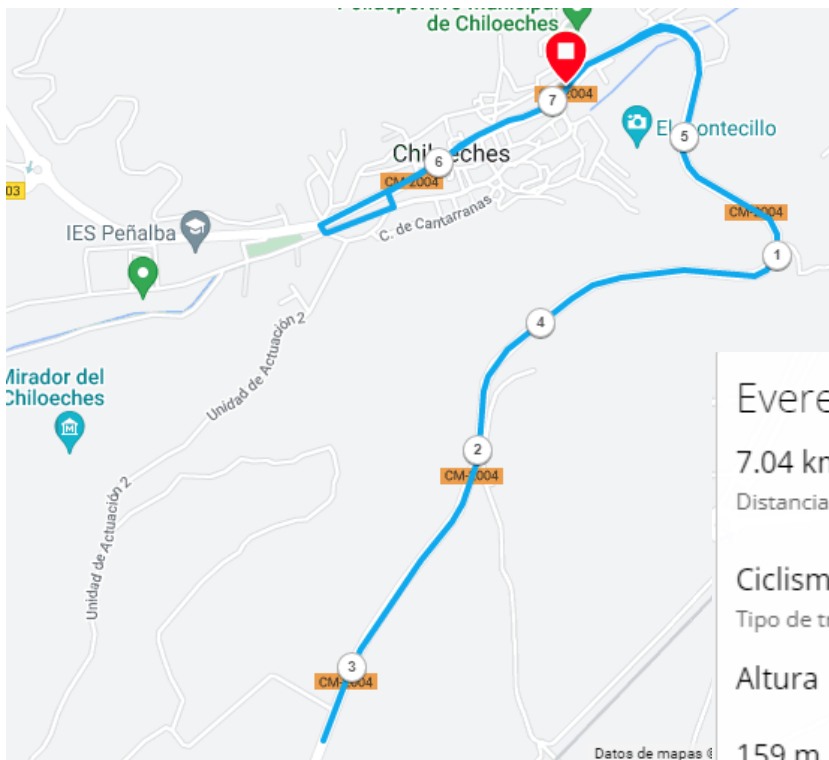 de Chiloeches
7
2004
El
5
Chiloeches
6
CM-2004
03
CM-2004
IES Peñalba
C. de Cantarranas
1
4
Unidad de Actuación 2
Mirador del
Chiloeches
Evere
2
7.04 km
CM-2004
Distancia
Unidad de Actuación 2
Ciclism
Tipo de tr
3
Altura
CM-2004
Datos de mapas ©
159 m